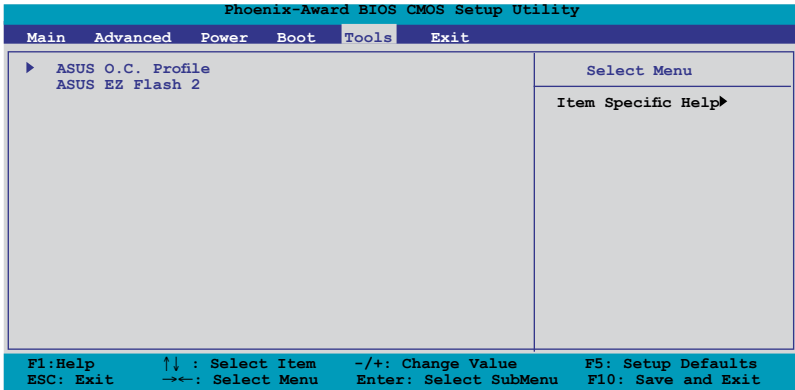 Phoenix-Award BIOS CMOS Setup Utility
Main Advanced Power Boot Tools Exit
ASUS O.C. Profile
ASUS EZ Flash 2
Select Menu
Item Specific Help
F1:Help ↑↓ : Select Item -/+: Change Value F5: Setup Defaults
ESC: Exit →←: Select Menu Enter: Select SubMenu F10: Save and Exit